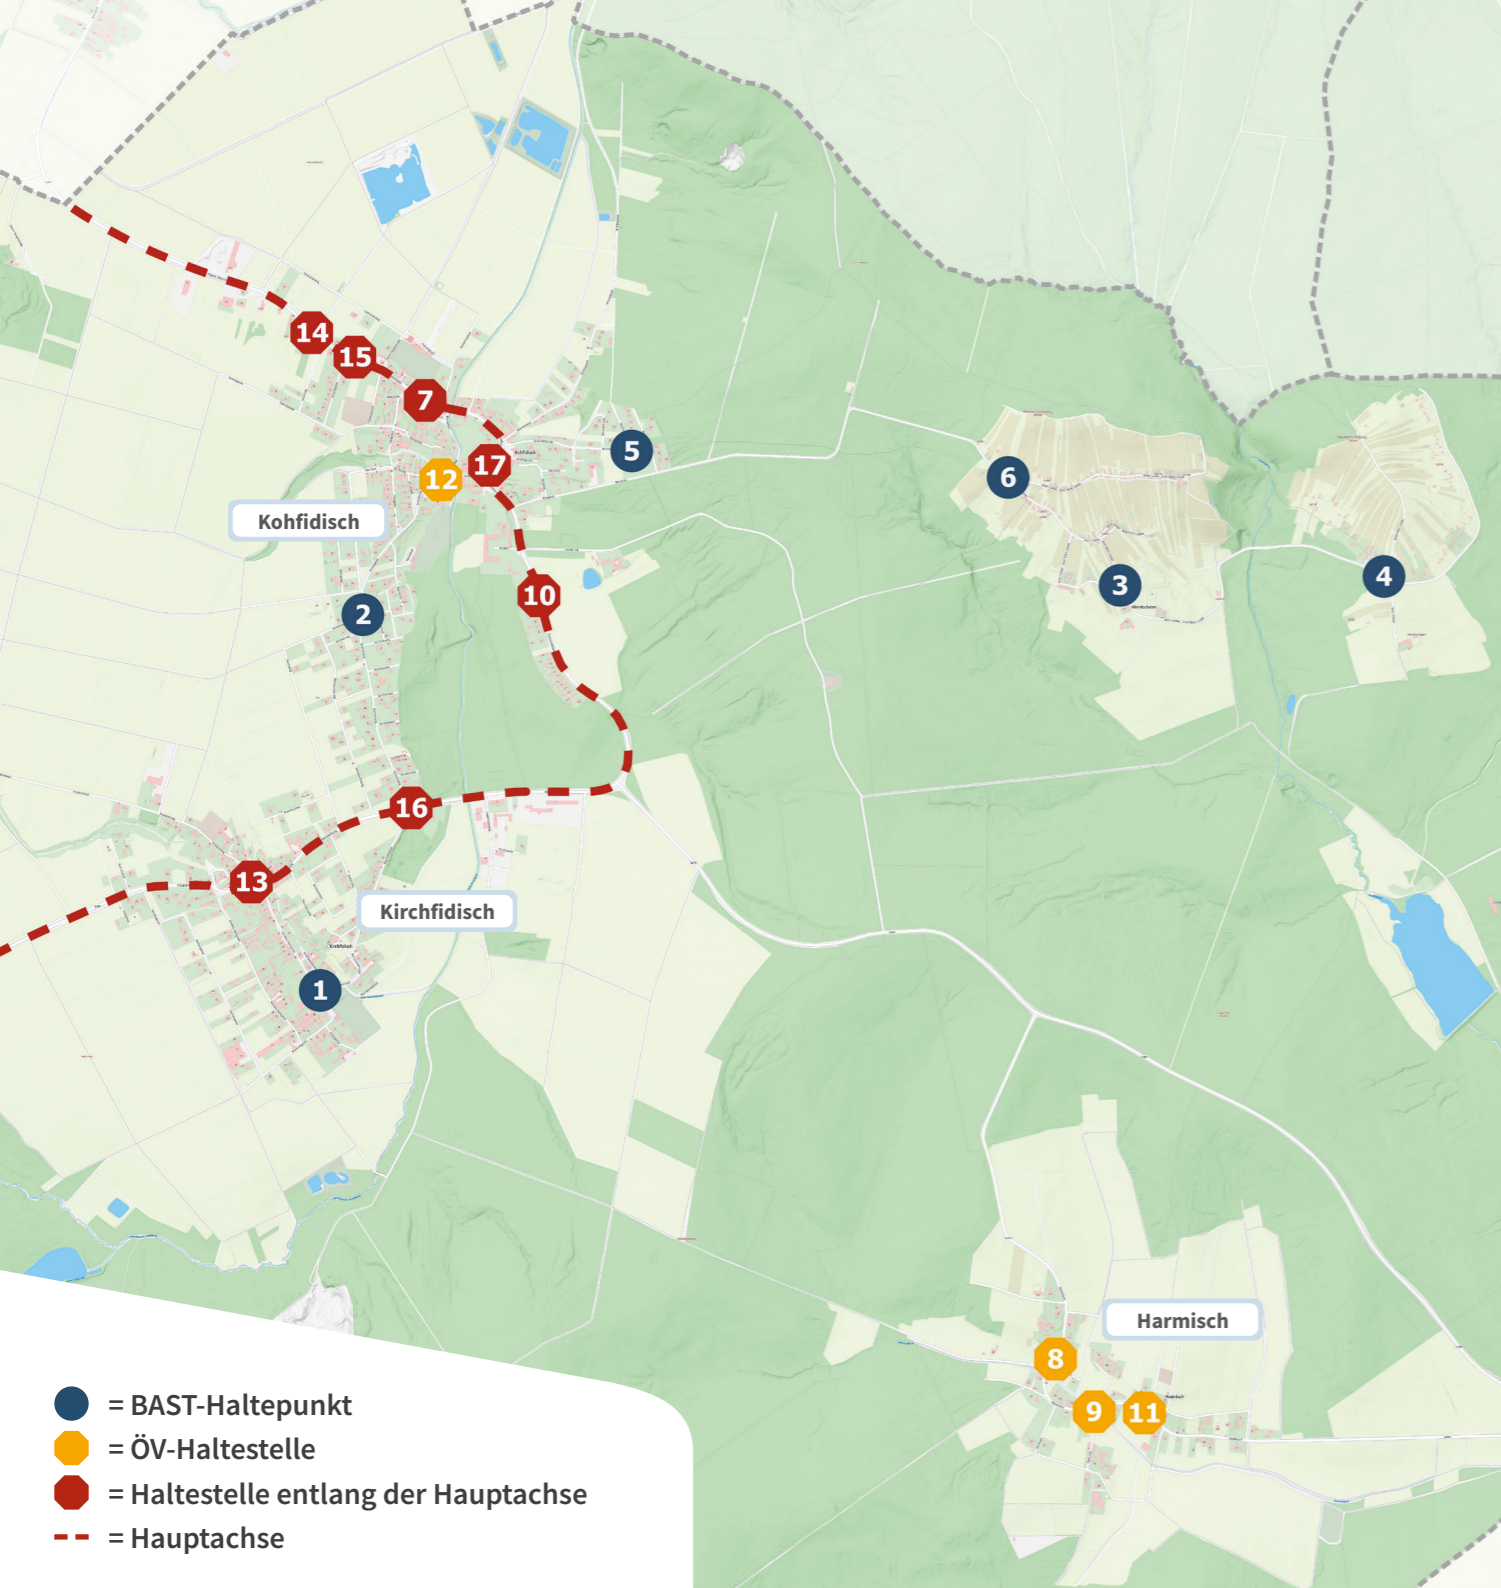 14
15
7
5
17
12
6
Kohfidisch
3
4
10
2
16
13
Kirchfidisch
Kirchfidisch
1
Harmisch
8
9
11
= BAST-Haltepunkt
= ÖV-Haltestelle
= Haltestelle entlang der Hauptachse
= Hauptachse